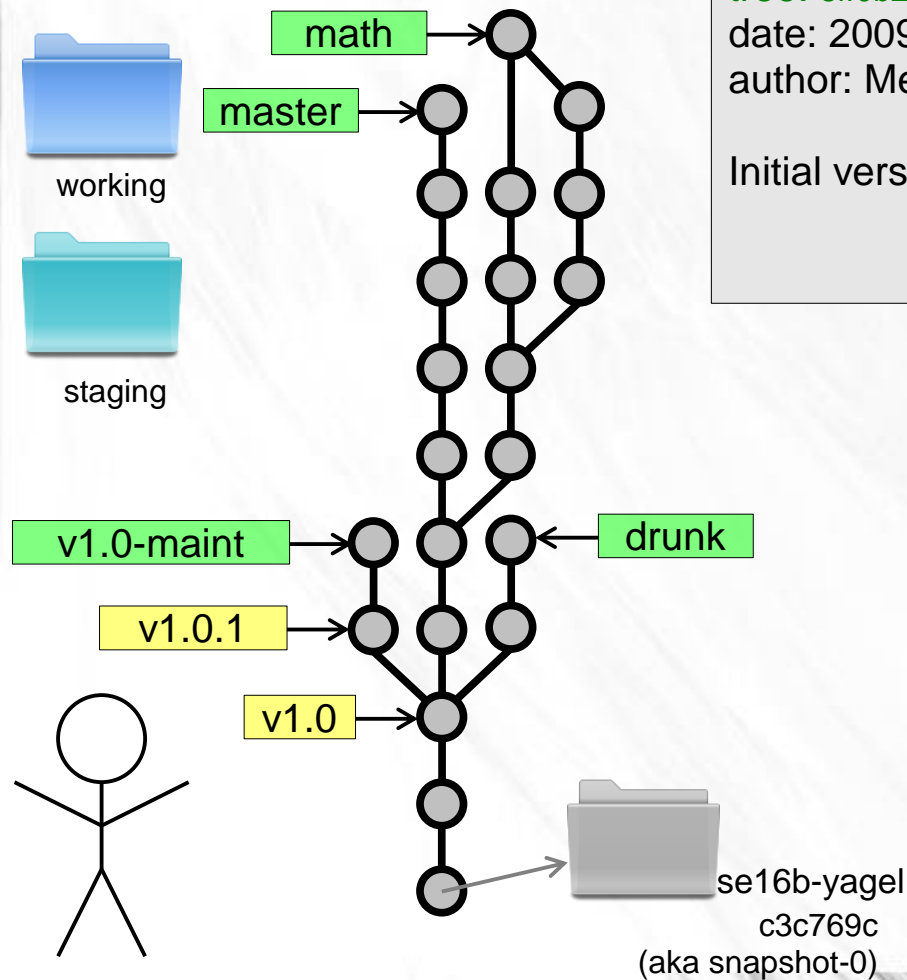 math
date: 2009
master
author: Me
working
Initial vers
staging
v1.0-maint
drunk
v1.0.1
v1.0
se16b-yagel
c3c769c
(aka snapshot-0)